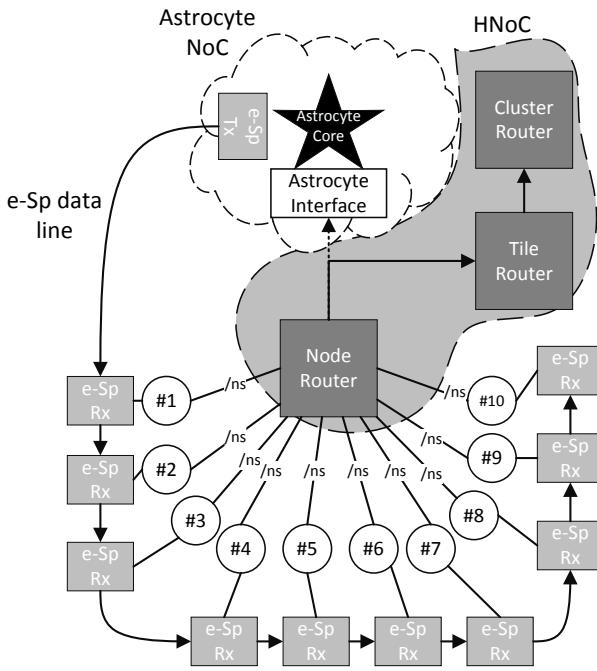 Astrocyte
NoC
HNoC
e-Sp
Tx
Astrocyte
Core
Cluster
Router
Astrocyte
Interface
e-Sp data
line
Tile
Router
Node
Router
e-Sp
Rx
#1
/ns
/ns
#10
e-Sp
Rx
e-Sp
Rx
#2
/ns
/ns
#9
e-Sp
Rx
#3
/ns
/ns
/ns
/ns
/ns
/ns
#8
e-Sp
Rx
#4
#5
#6
#7
e-Sp
Rx
e-Sp
Rx
e-Sp
Rx
e-Sp
Rx
e-Sp
Rx